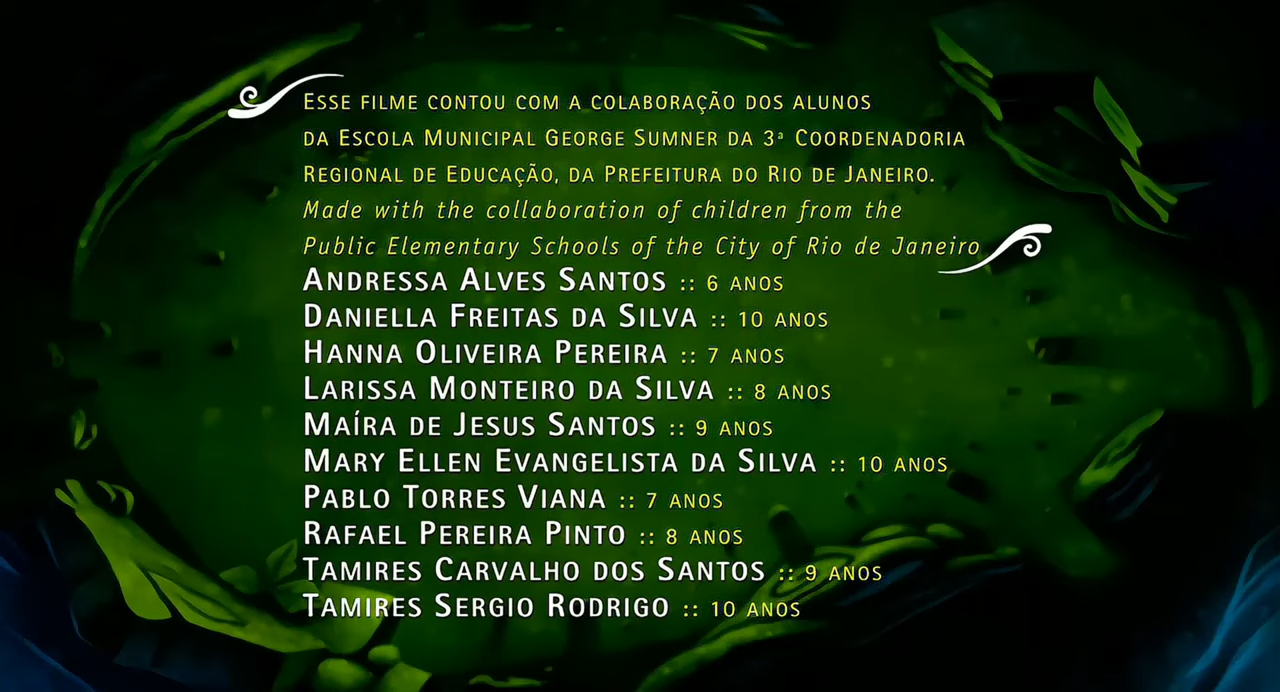 ESSE FILME CONTOU COM A COLABORAÇÃO DOS ALUNOS
DA ESCOLA MUNICIPAL GEORGE SUMNER DA 3ª COORDENADORIA
REGIONAL DE EDUCAÇÃO, DA PREFEITURA DO RIO DE JANEIRO.
Made with the collaboration of children from the
Public Elementary Schools of the City of Rio de Janeiro
ANDRESSA ALVES SANTOS :: 6 ANOS
DANIELLA FREITAS DA SILVA :: 10 ANOS
HANNA OLIVEIRA PEREIRA :: 7 ANOS
LARISSA MONTEIRO DA SILVA :: 8 ANOS
MAÍRA DE JESUS SANTOS :: 9 ANOS
MARY ELLEN EVANGELISTA DA SILVA :: 10 ANOS
PABLO TORRES VIANA :: 7 ANOS
RAFAEL PEREIRA PINTO :: 8 ANOS
TAMIRES CARVALHO DOS SANTOS :: 9 ANOS
TAMIRES SERGIO RODRIGO :: 10 ANOS